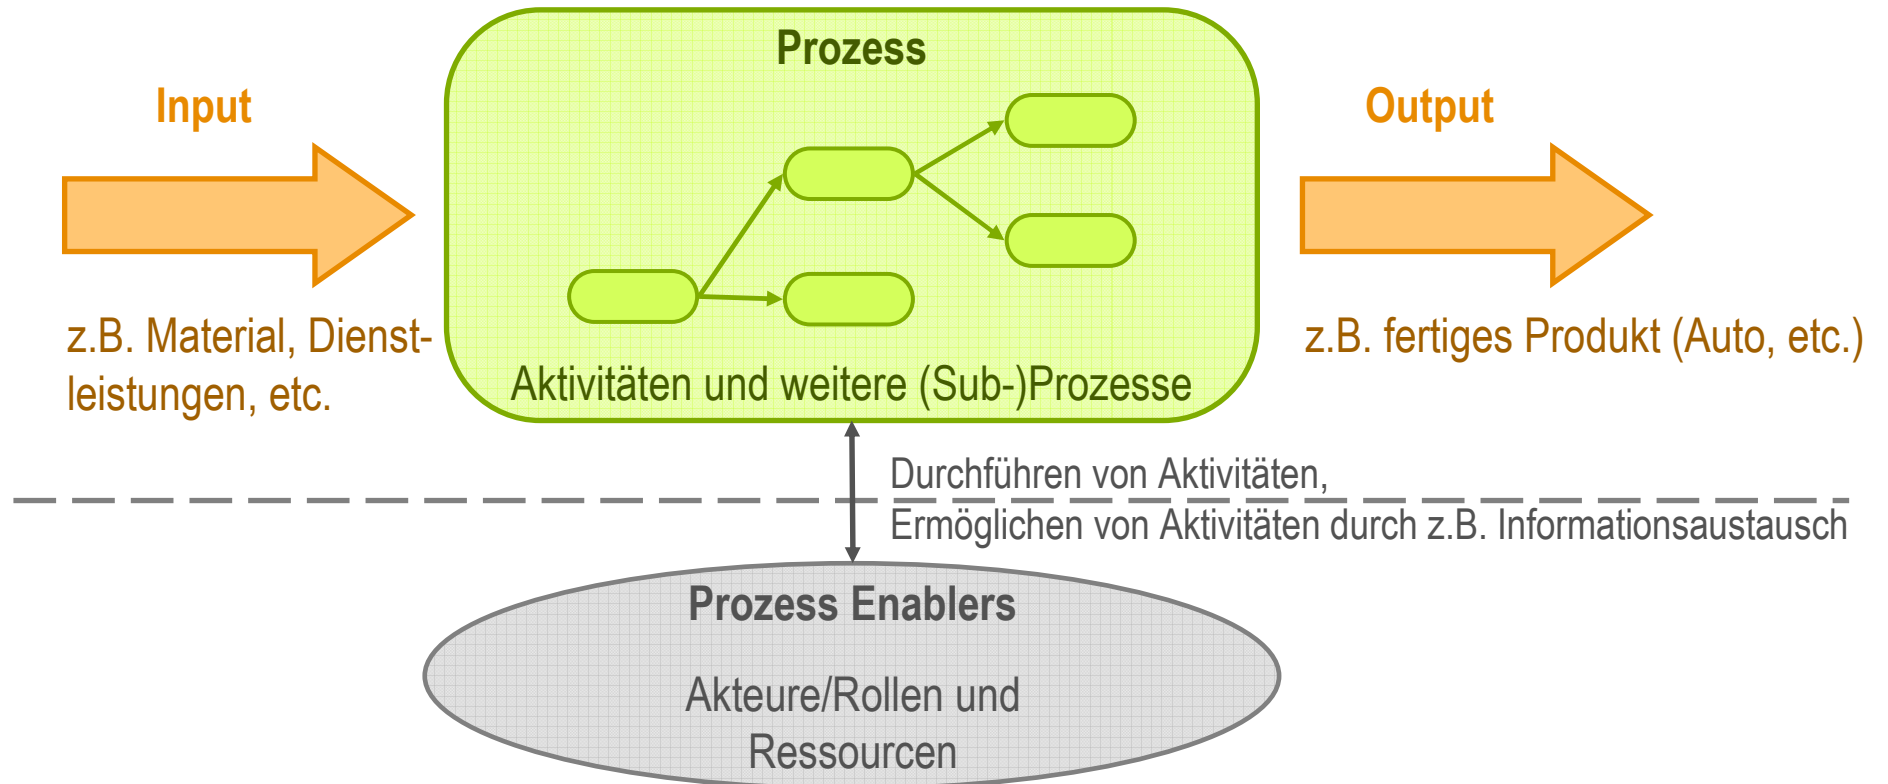 Prozess
Input
Output
z.B. Material, Dienst-
leistungen, etc.
z.B. fertiges Produkt (Auto, etc.)
Aktivitäten und weitere (Sub-)Prozesse
Durchführen von Aktivitäten,
Ermöglichen von Aktivitäten durch z.B. Informationsaustausch
Prozess Enablers
Akteure/Rollen und
Ressourcen